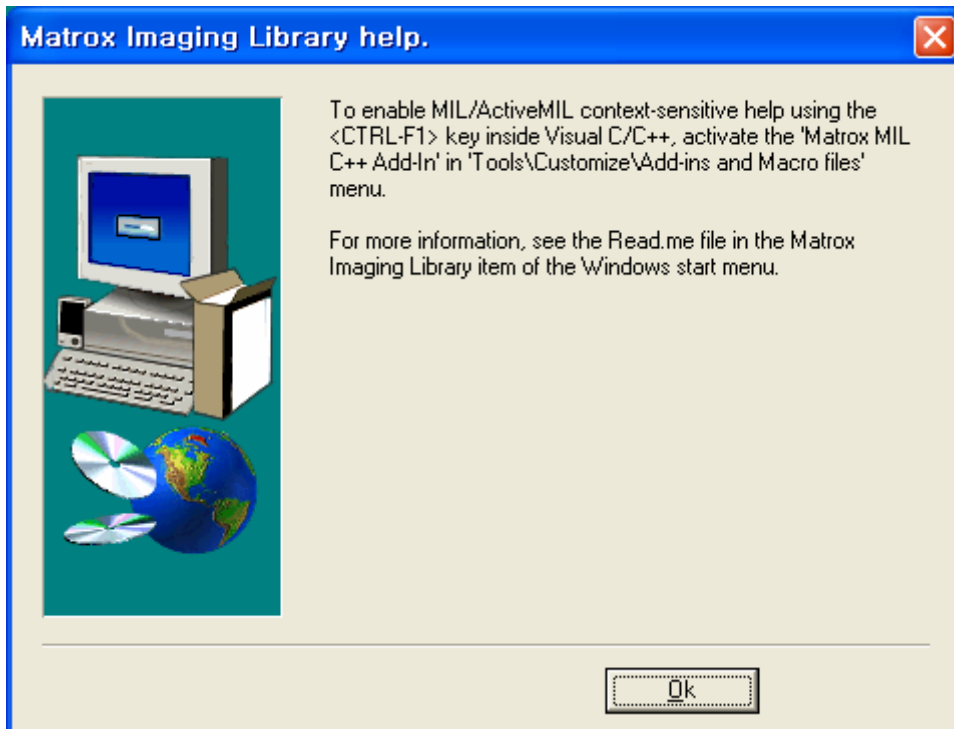 Matrox Imaging Library help.
To enable MIL/ActiveMIL context-sensitive help using the
<CTRL-F1> key inside Visual C/C++, activate the 'Matrox MIL
C++ Add-In' in 'Tools\Customize\Add-ins and Macro files'
menu.
For more information, see the Read.me file in the Matrox
Imaging Library item of the Windows start menu.
Ok